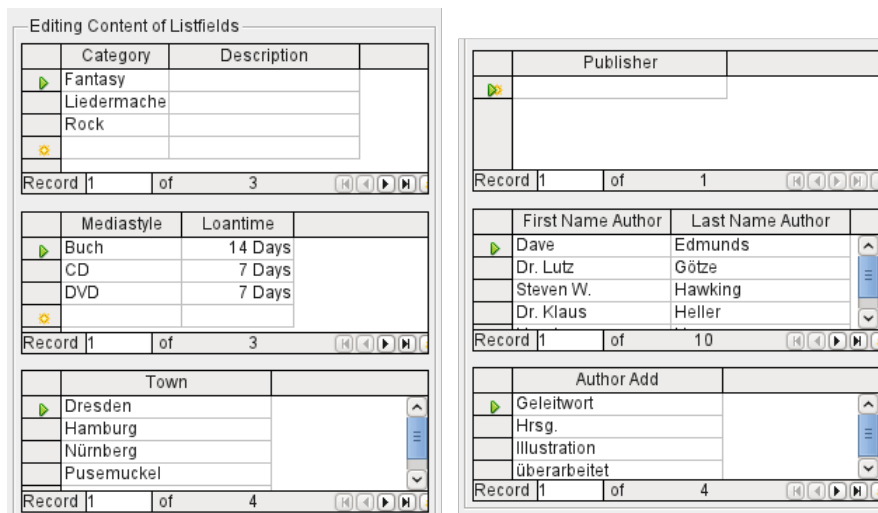 Editing Content of Listfields
Category Description
Fantasy
Liedermache
Rock
Record 1 of 3
Mediastyle Loantime
Buch 14 Days
CD 7 Days
DVD 7 Days
Record 1 of 3
Town
Dresden
Hamburg
Nürnberg
Pusemuckel
Record 1 of 4
Publisher
Record 1 of 1
First Name Author Last Name Author
Dave Edmunds
Dr. Lutz Götze
Steven W. Hawking
Dr. Klaus Heller
Record 1 of 10
Author Add
Geleitwort
Hrsg.
Illustration
überarbeitet
Record 1 of 4